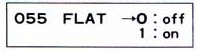 055 FLAT →0 : off
1 : on